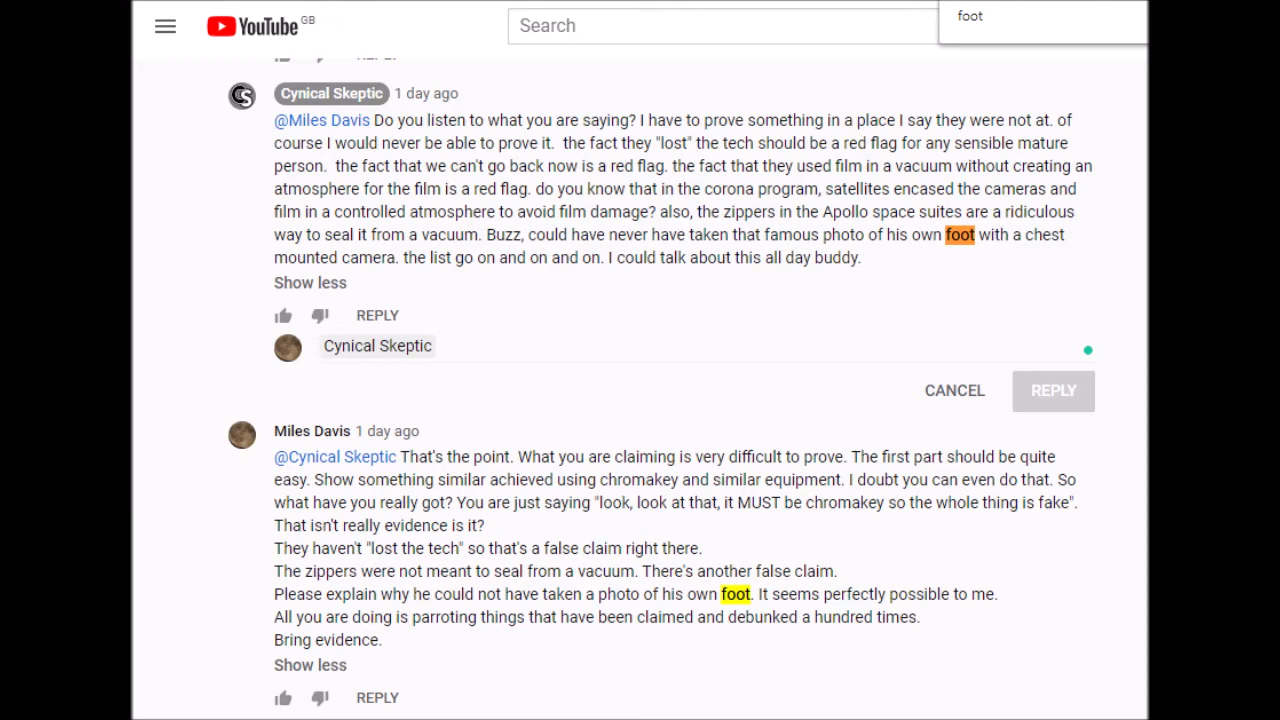 YouTube GB
Search
foot
REPLY
Cynical Skeptic 1 day ago
@Miles Davis Do you listen to what you are saying? I have to prove something in a place I say they were not at. of
course I would never be able to prove it.  the fact they "lost" the tech should be a red flag for any sensible mature
person.  the fact that we can't go back now is a red flag. the fact that they used film in a vacuum without creating an
atmosphere for the film is a red flag. do you know that in the corona program, satellites encased the cameras and
film in a controlled atmosphere to avoid film damage? also, the zippers in the Apollo space suites are a ridiculous
way to seal it from a vacuum. Buzz, could have never have taken that famous photo of his own foot with a chest
mounted camera. the list go on and on and on. I could talk about this all day buddy.
Show less
REPLY
Cynical Skeptic
CANCEL REPLY
Miles Davis 1 day ago
@Cynical Skeptic That's the point. What you are claiming is very difficult to prove. The first part should be quite
easy. Show something similar achieved using chromakey and similar equipment. I doubt you can even do that. So
what have you really got? You are just saying "look, look at that, it MUST be chromakey so the whole thing is fake".
That isn't really evidence is it?
They haven't "lost the tech" so that's a false claim right there.
The zippers were not meant to seal from a vacuum. There's another false claim.
Please explain why he could not have taken a photo of his own foot. It seems perfectly possible to me.
All you are doing is parroting things that have been claimed and debunked a hundred times.
Bring evidence.
Show less
REPLY